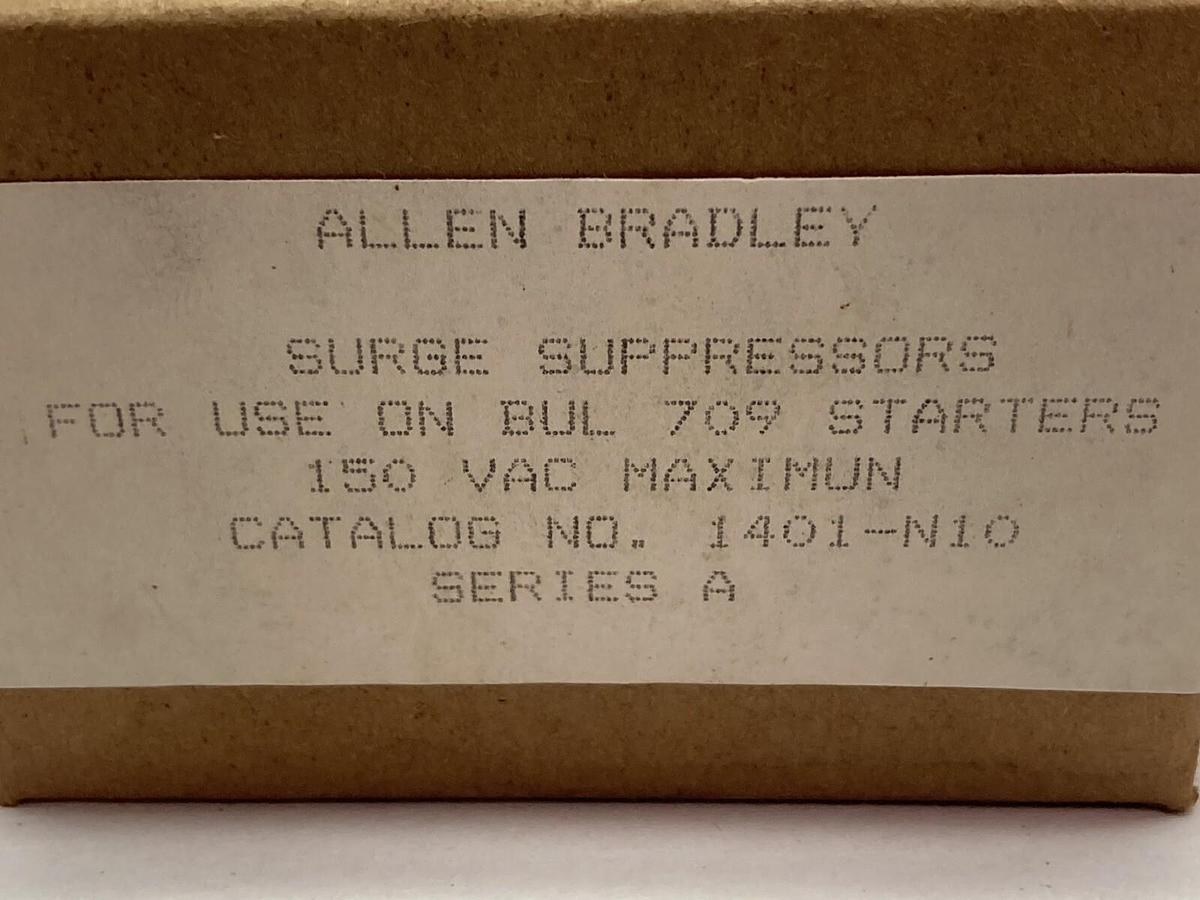 ALLEN BRADLEY
SURGE SUPPRESSORS
FOR USE ON BUL 709 STARTERS
150 VAC MAXIMUN
CATALOG NO. 1401-N10
SERIES A